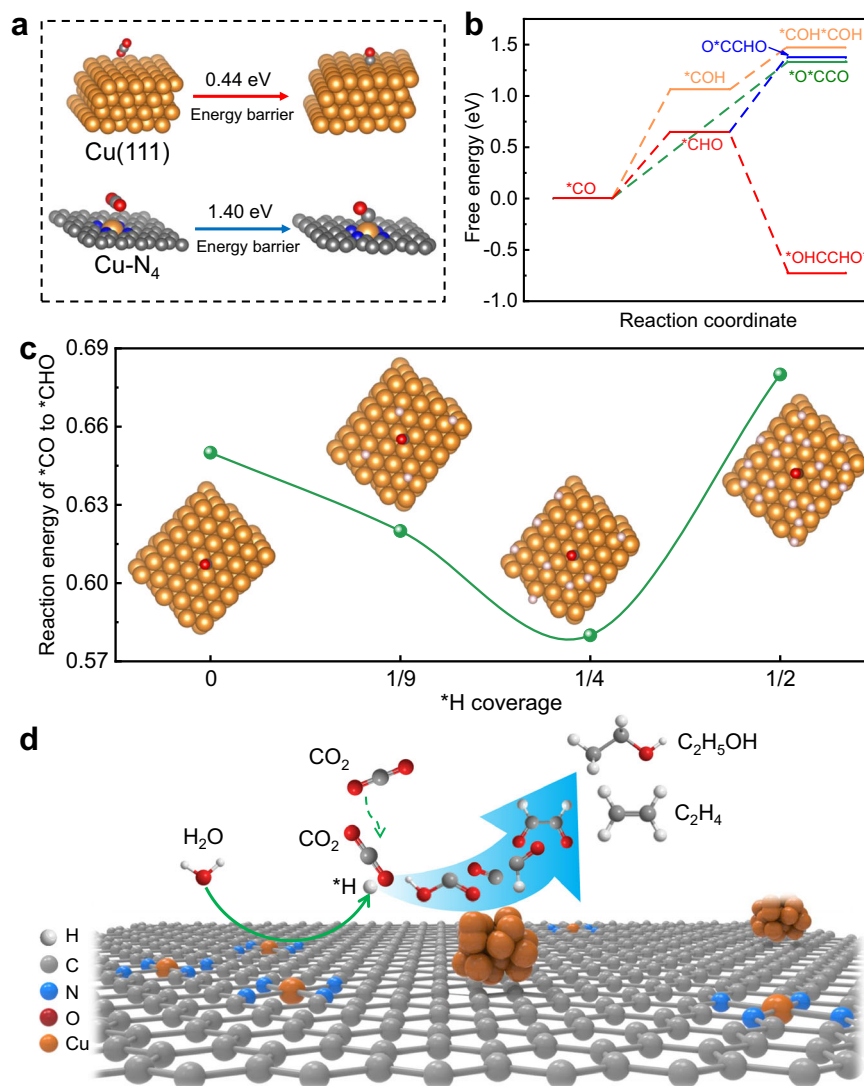 a
0.44 eV
Energy barrier
Cu(111)
1.40 eV
Energy barrier
Cu-N₄
b
Free energy (eV)
1.5
1.0
0.5
0.0
-0.5
-1.0
*COH*COH
O*CCHO
*O*CCO
*COH
*CHO
*CO
*OHCCHO*
Reaction coordinate
c
Reaction energy of *CO to *CHO
0.69
0.66
0.63
0.60
0.57
0
1/9
1/4
1/2
*H coverage
d
CO₂
C₂H₅OH
C₂H₄
H₂O
CO₂
*H
H
C
N
O
Cu